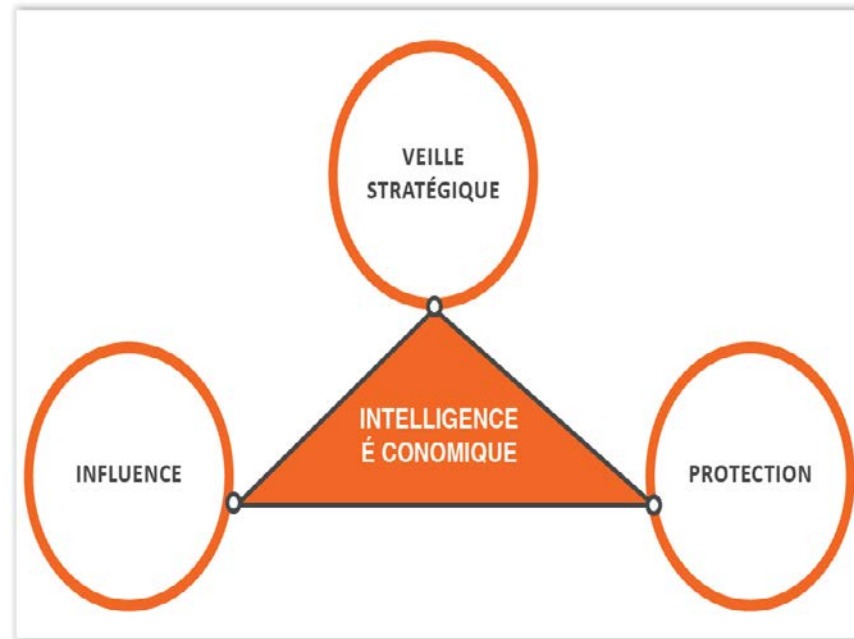 VEILLE
STRATÉGIQUE
INTELLIGENCE
É CONOMIQUE
INFLUENCE
PROTECTION